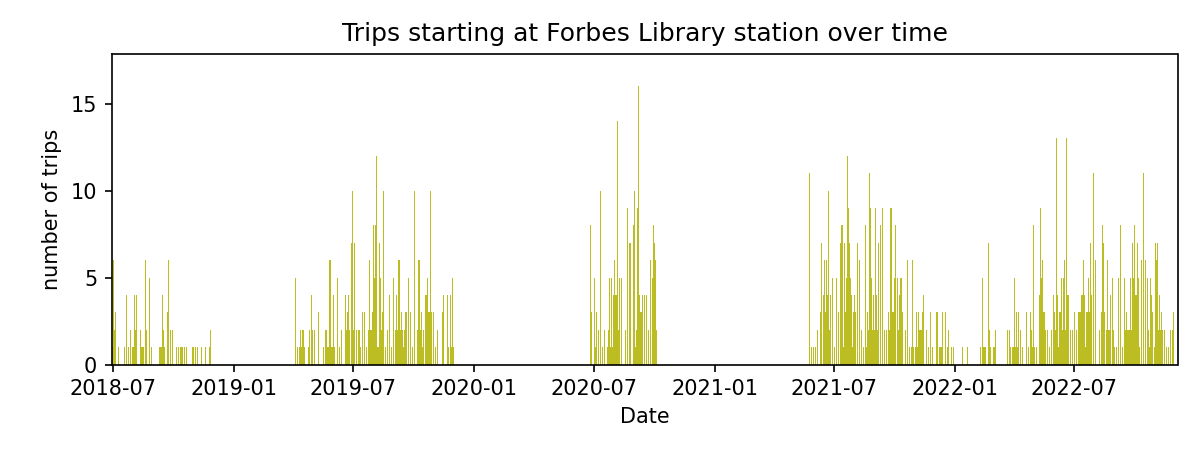 Trips starting at Forbes Library station over time
number of trips
15
10
5
0
2018-07 2019-01 2019-07 2020-01 2020-07 2021-01 2021-07 2022-01 2022-07
Date